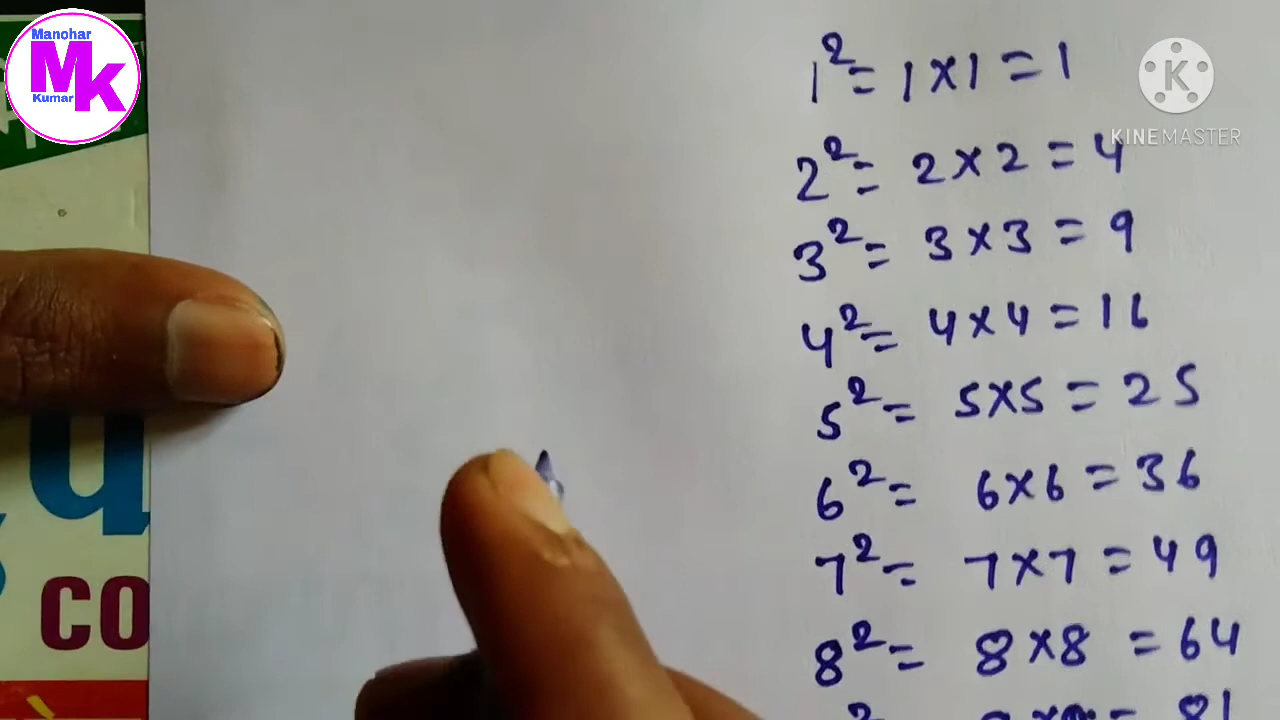 Manohar
MK
Kumar
KINEMASTER
1² = 1 × 1 = 1
2² = 2 × 2 = 4
3² = 3 × 3 = 9
4² = 4 × 4 = 16
5² = 5 × 5 = 25
6² = 6 × 6 = 36
7² = 7 × 7 = 49
8² = 8 × 8 = 64
81
u
CO